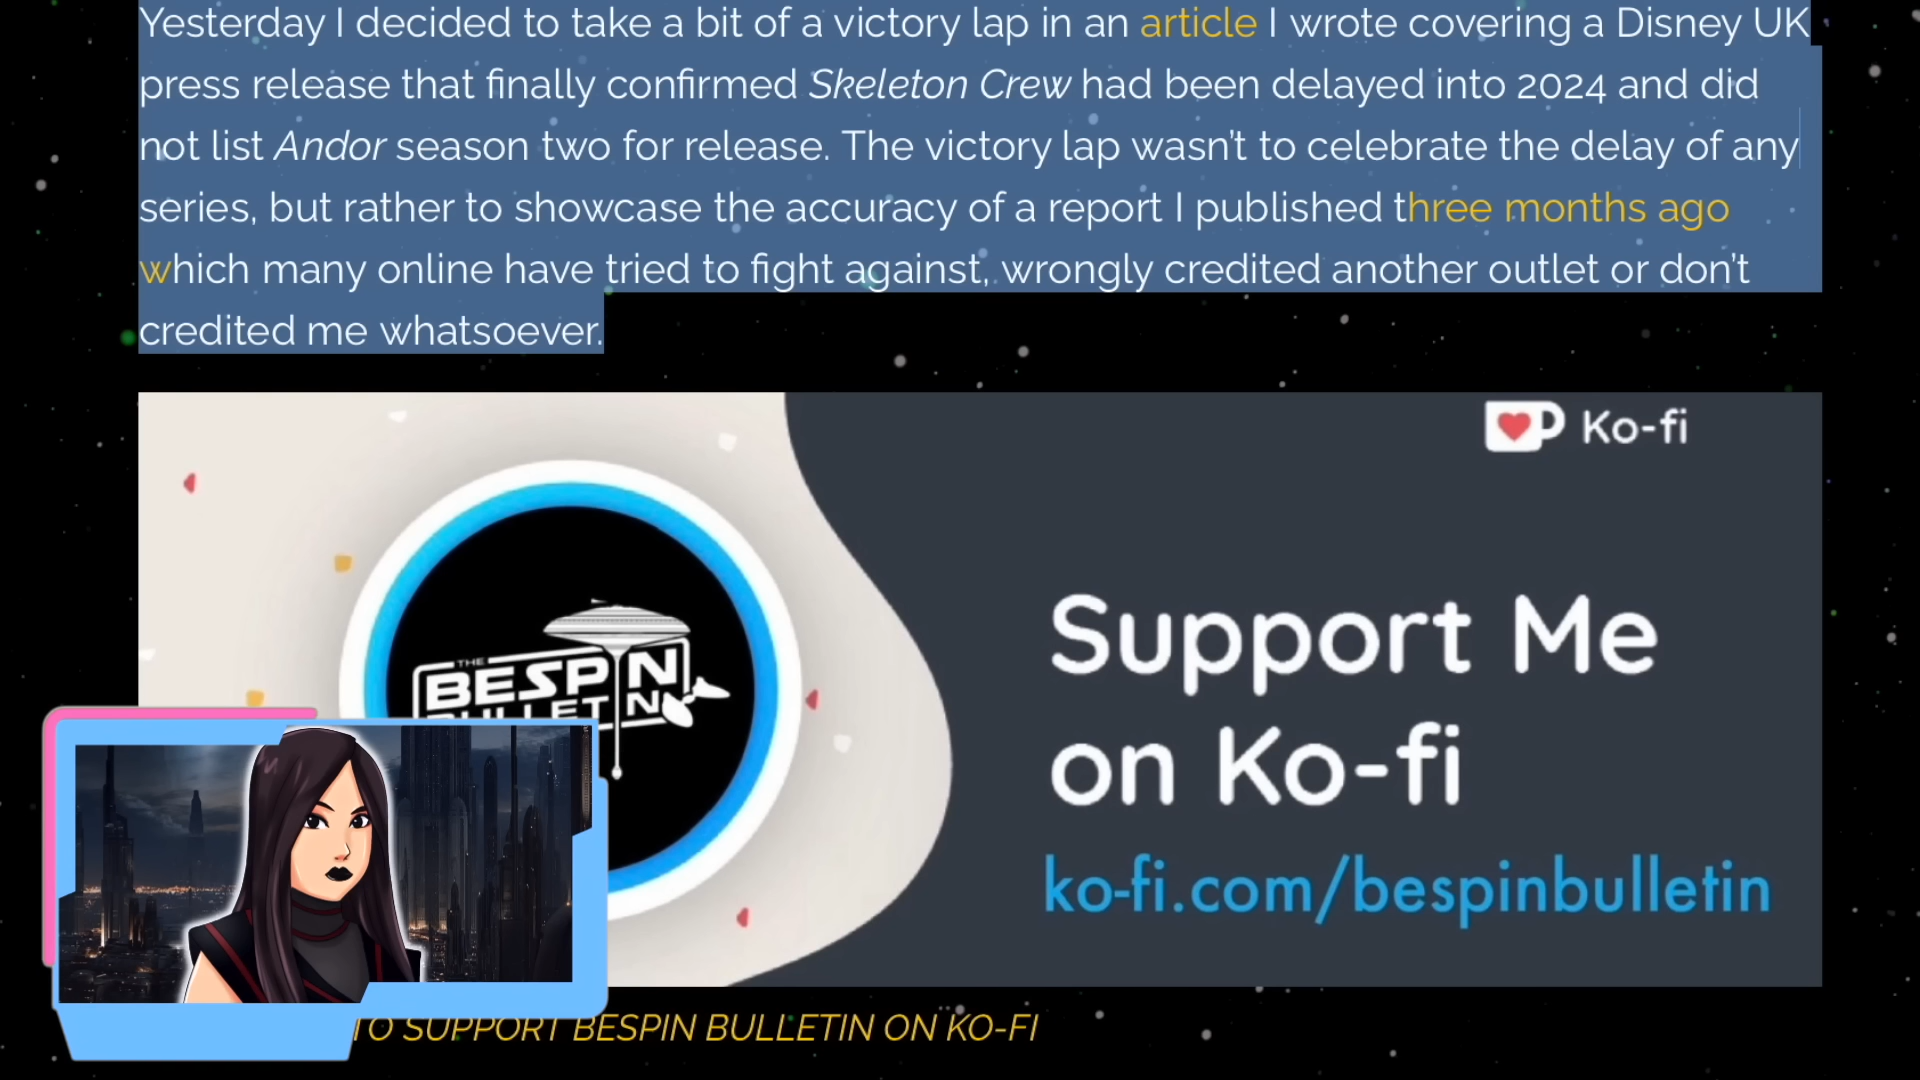 Yesterday I decided to take a bit of a victory lap in an article I wrote covering a Disney UK
press release that finally confirmed Skeleton Crew had been delayed into 2024 and did
not list Andor season two for release. The victory lap wasn't to celebrate the delay of any
series, but rather to showcase the accuracy of a report I published three months ago
which many online have tried to fight against, wrongly credited another outlet or don't
credited me whatsoever.
Ko-fi
THE
BESPIN
BULLETIN
Support Me
on Ko-fi
ko-fi.com/bespinbulletin
TO SUPPORT BESPIN BULLETIN ON KO-FI